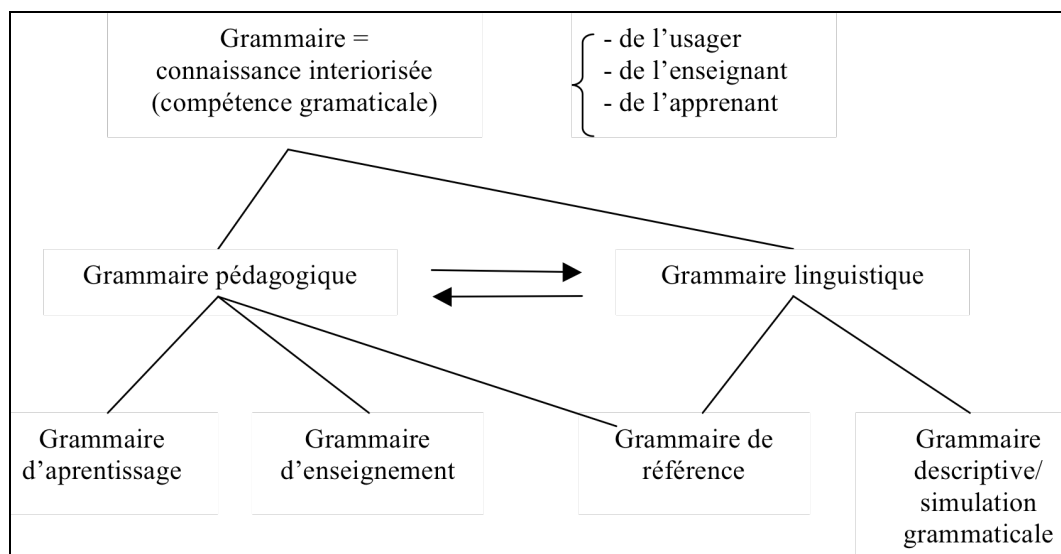 Grammaire =
connaissance interiorisée
(compétence gramaticale)
- de l’usager
- de l’enseignant
- de l’apprenant
Grammaire pédagogique
Grammaire linguistique
Grammaire
d’aprentissage
Grammaire
d’enseignement
Grammaire de
référence
Grammaire
descriptive/
simulation
grammaticale